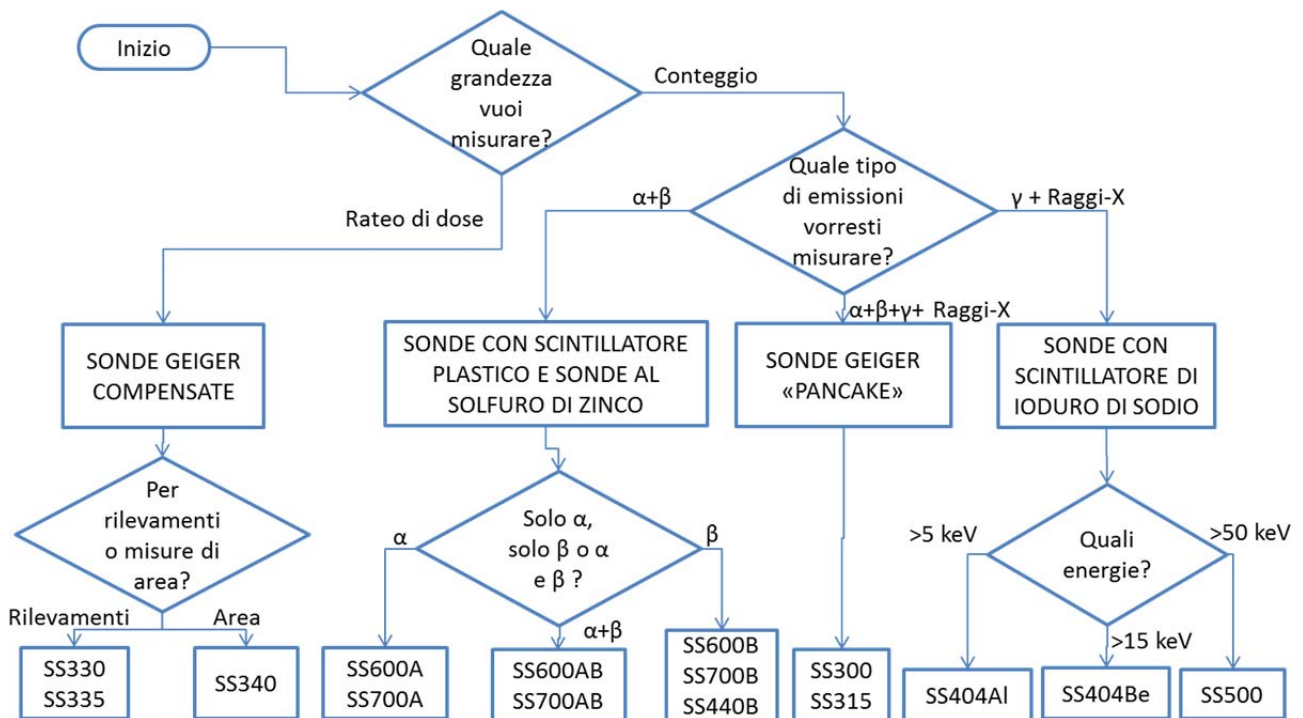 Inizio
Quale
grandezza
vuoi
misurare?
Conteggio
Rateo di dose
Quale tipo
di emissioni
vorresti
misurare?
α+β
γ + Raggi-X
α+β+γ+ Raggi-X
SONDE GEIGER
COMPENSATE
SONDE CON SCINTILLATORE
PLASTICO E SONDE AL
SOLFURO DI ZINCO
SONDE GEIGER
«PANCAKE»
SONDE CON
SCINTILLATORE DI
IODURO DI SODIO
Per
rilevamenti
o misure di
area?
Rilevamenti
Area
Solo α,
solo β o α
e β ?
α
β
α+β
Quali
energie?
>5 keV
>50 keV
>15 keV
SS330
SS335
SS340
SS600A
SS700A
SS600AB
SS700AB
SS600B
SS700B
SS440B
SS300
SS315
SS404Al
SS404Be
SS500